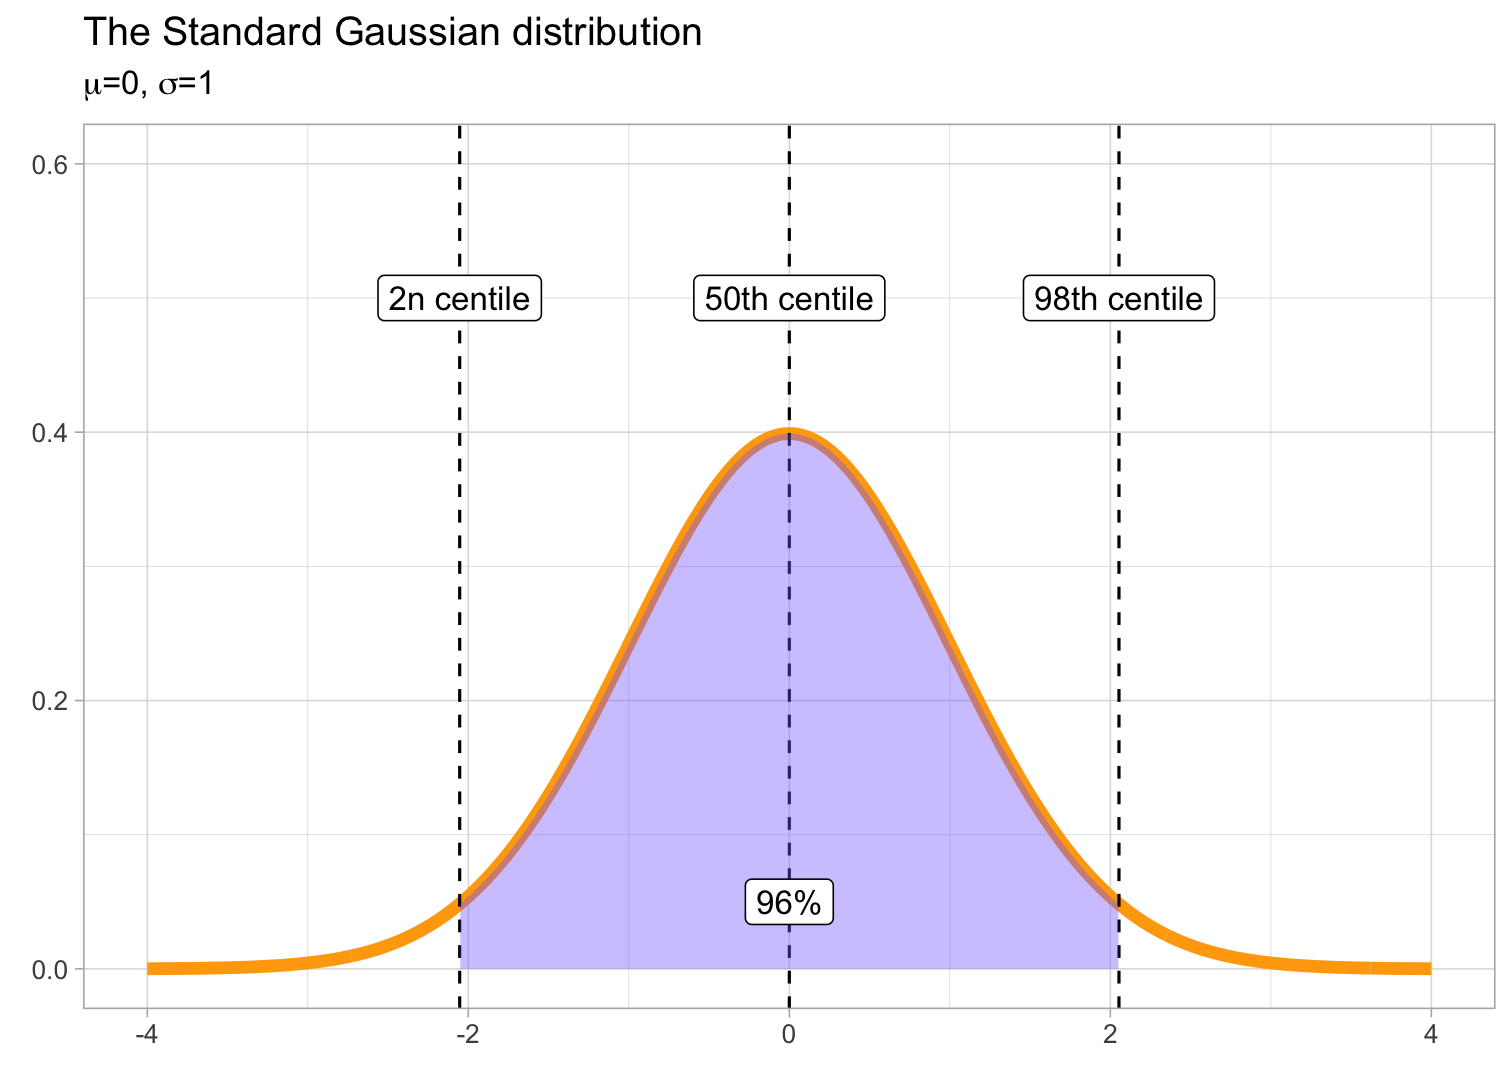 The Standard Gaussian distribution
μ=0, σ=1
0.6
2n centile
50th centile
98th centile
0.4
0.2
96%
0.0
-4
-2
0
2
4